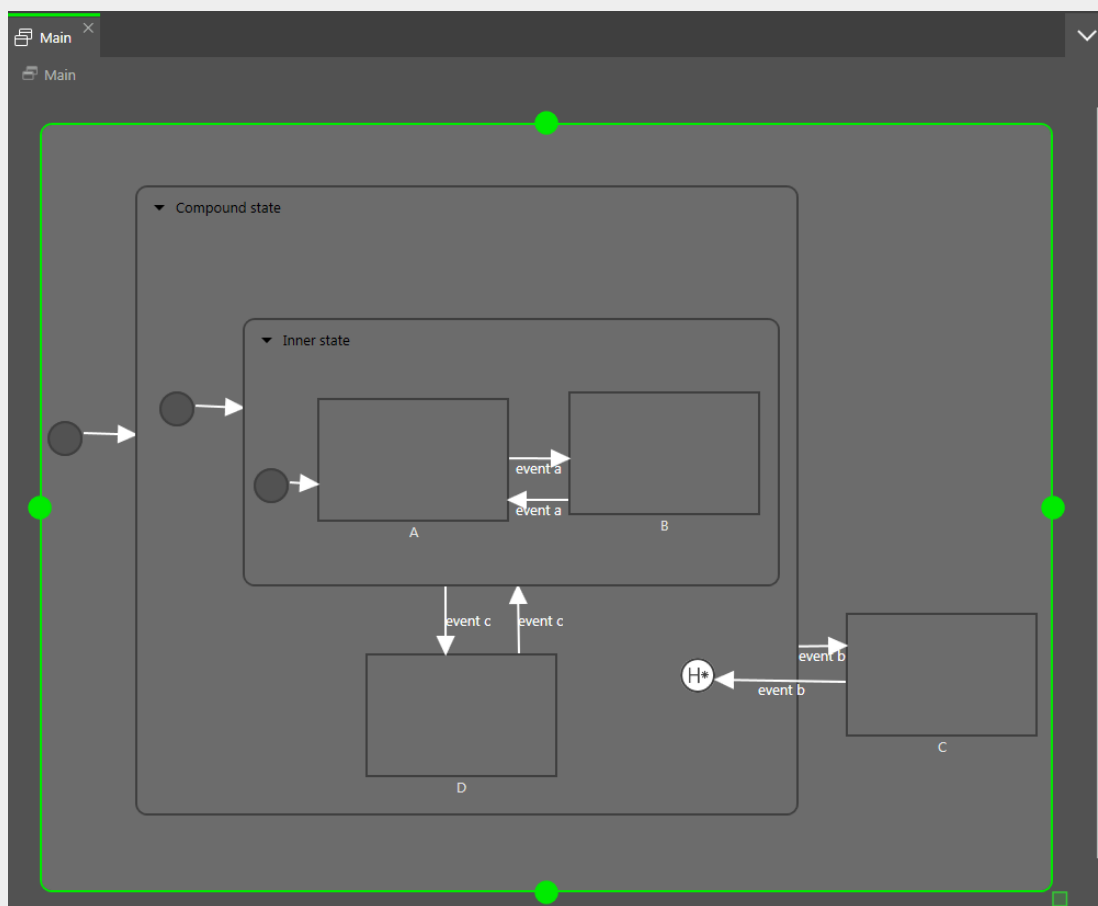 Main
Main
Compound state
Inner state
event a
event a
A
B
event c
event c
event b
H*
event b
C
D